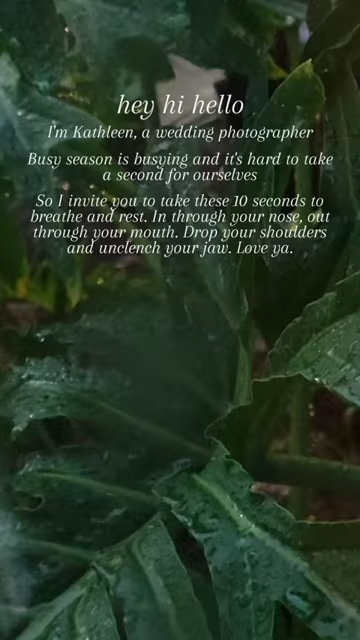 hey hi hello
I'm Kathleen, a wedding photographer
Busy season is busying and it's hard to take
a second for ourselves
So I invite you to take these 10 seconds to
breathe and rest. In through your nose, out
through your mouth. Drop your shoulders
and unclench your jaw. Love ya.